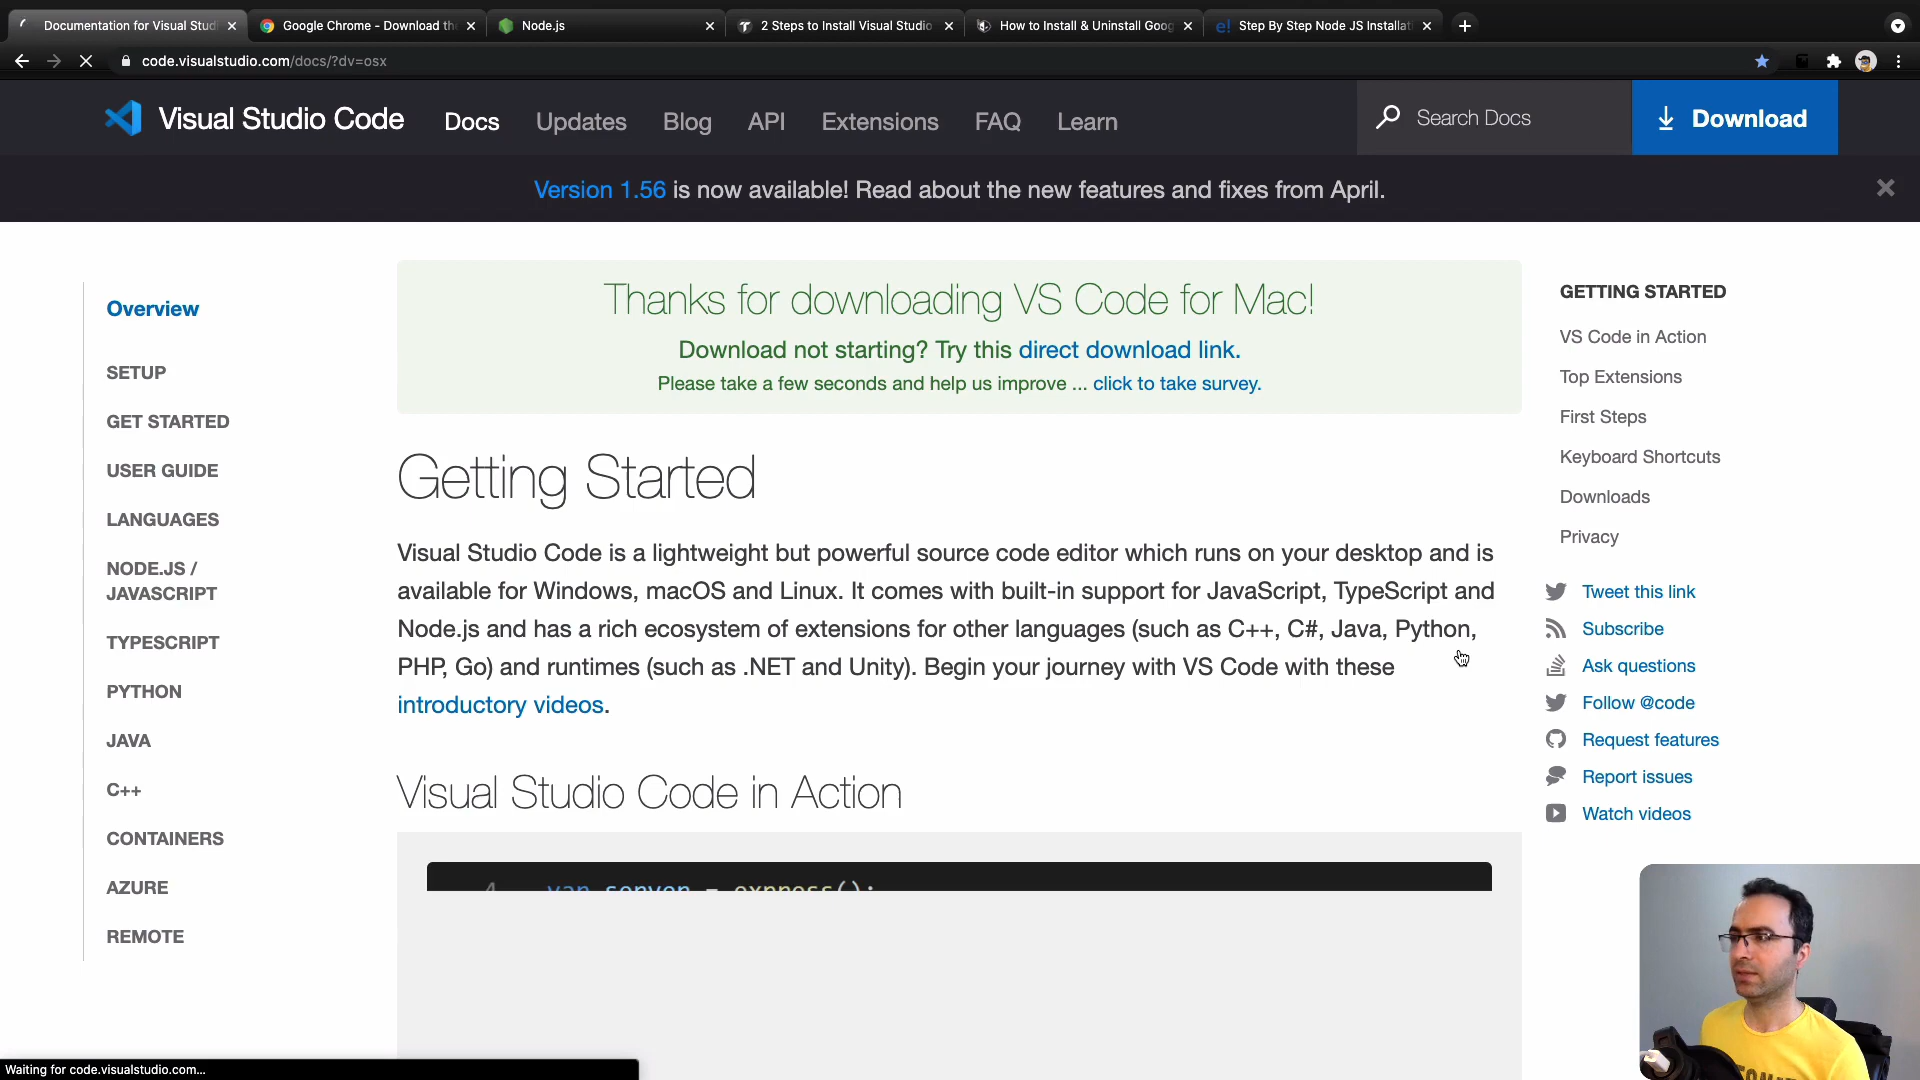 Documentation for Visual Stud
Google Chrome - Download the
Node.js
2 Steps to Install Visual Studio
How to Install & Uninstall Goog
e! Step By Step Node JS Installat
code.visualstudio.com/docs/?dv=osx
Visual Studio Code
Docs
Updates
Blog
API
Extensions
FAQ
Learn
Search Docs
Download
Version 1.56 is now available! Read about the new features and fixes from April.
Overview
SETUP
GET STARTED
USER GUIDE
LANGUAGES
NODE.JS /
JAVASCRIPT
TYPESCRIPT
PYTHON
JAVA
C++
CONTAINERS
AZURE
REMOTE
Thanks for downloading VS Code for Mac!
Download not starting? Try this direct download link.
Please take a few seconds and help us improve ... click to take survey.
Getting Started
Visual Studio Code is a lightweight but powerful source code editor which runs on your desktop and is
available for Windows, macOS and Linux. It comes with built-in support for JavaScript, TypeScript and
Node.js and has a rich ecosystem of extensions for other languages (such as C++, C#, Java, Python,
PHP, Go) and runtimes (such as .NET and Unity). Begin your journey with VS Code with these
introductory videos.
Visual Studio Code in Action
4 var server = express();
GETTING STARTED
VS Code in Action
Top Extensions
First Steps
Keyboard Shortcuts
Downloads
Privacy
Tweet this link
Subscribe
Ask questions
Follow @code
Request features
Report issues
Watch videos
Waiting for code.visualstudio.com...